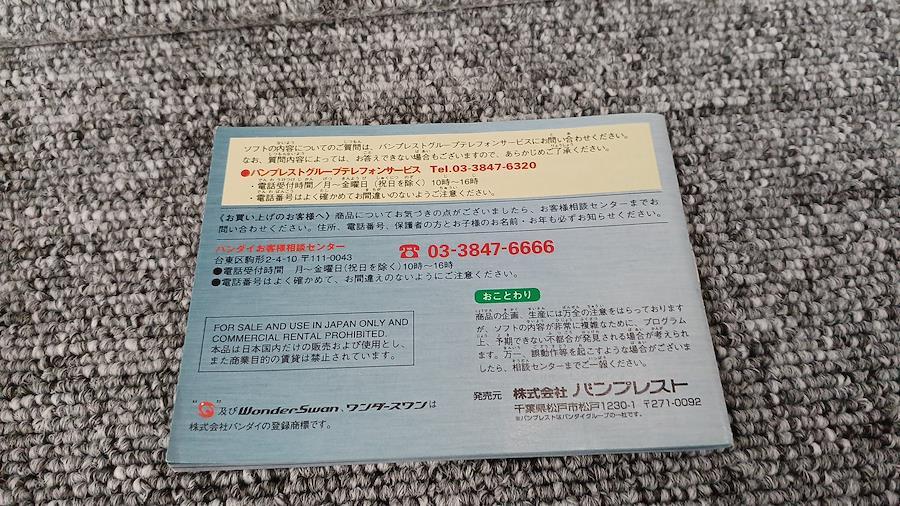 ソフトの内容についてのご質問は、バンプレストグループテレフォンサービスにお問い合わせください。
なお、質問内容によっては、お答えできない場合もございますので、あらかじめご了承ください。
●バンプレストグループテレフォンサービス Tel.03-3847-6320
・電話受付時間／月〜金曜日（祝日を除く）10時〜16時
・電話番号はよく確かめてお間違いのないようご注意ください。
〈お買い上げのお客様へ〉商品についてお気づきの点がございましたら、お客様相談センターまでお
問い合わせください。住所、電話番号、保護者の方とお子様のお名前・お年も必ずお知らせください。
バンダイお客様相談センター
台東区駒形2-4-10 〒111-0043
☎ 03-3847-6666
●電話受付時間 月〜金曜日(祝日を除く)10時〜16時
●電話番号はよく確かめて、お間違えのないようにご注意ください。
おことわり
商品の企画、生産には万全の注意をはらっております
が、ソフトの内容が非常に複雑なために、プログラム
上、予期できない不都合が発見される場合が考えられ
ます。万一、誤動作等を起こすような場合がございま
したら、相談センターまでご一報ください。
FOR SALE AND USE IN JAPAN ONLY AND
COMMERCIAL RENTAL PROHIBITED.
本品は日本国内だけの販売および使用とし、
また商業目的の賃貸は禁止されています。
発売元 株式会社 バンプレスト
千葉県松戸市松戸1230-1 〒271-0092
※バンプレストはバンダイグループの一社です。
及びWonderSwan、ワンダースワンは
株式会社バンダイの登録商標です。